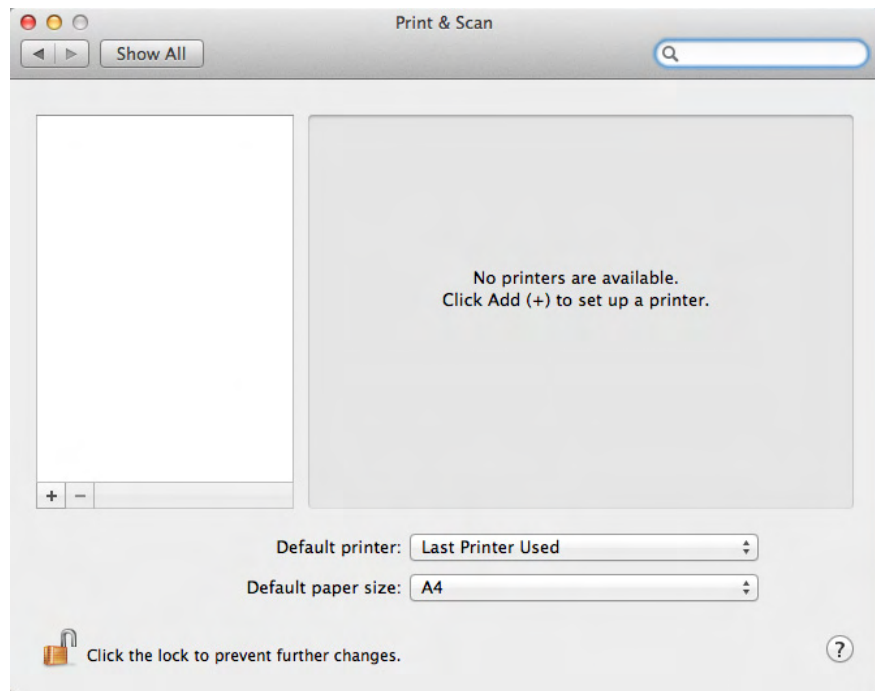 Print & Scan
Show All
No printers are available.
Click Add (+) to set up a printer.
+ −
Default printer: Last Printer Used
Default paper size: A4
Click the lock to prevent further changes.
?